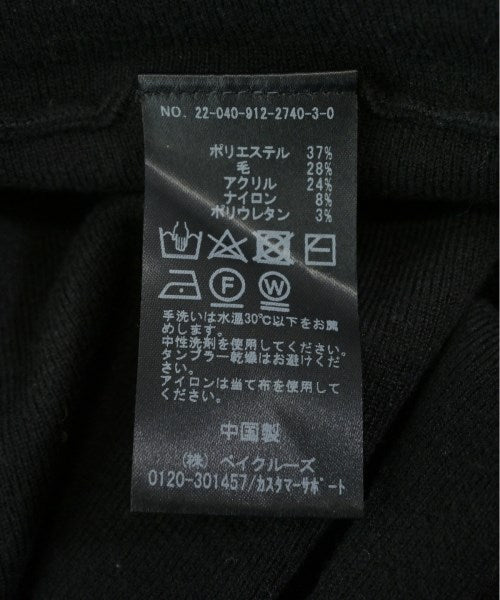 NO. 22-040-912-2740-3-0
ポリエステル 37%
毛 28%
アクリル 24%
ナイロン 8%
ポリウレタン 3%
F W
手洗いは水温30℃以下をお薦
めします。
中性洗剤を使用してください。
タンブラー乾燥はお避けくだ
さい。
アイロンは当て布を使用して
ください。
中国製
(株) ベイクルーズ
0120-301457/カスタマーサポート